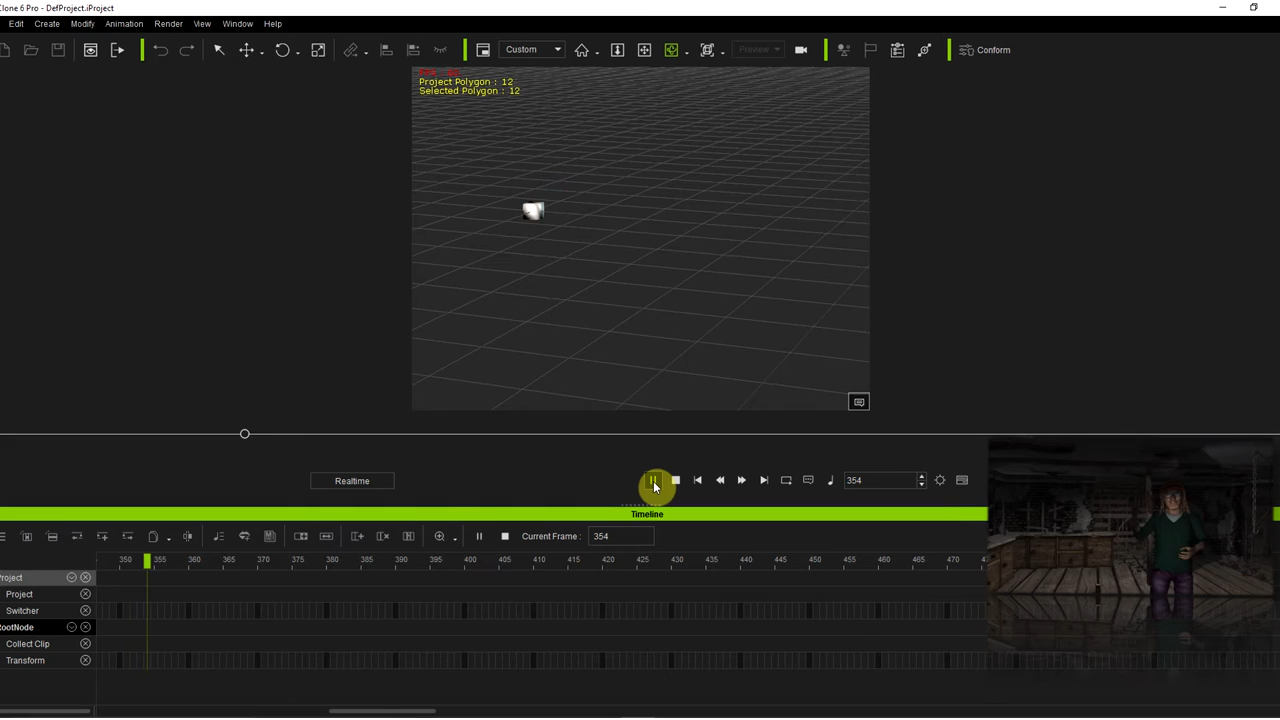 Clone 6 Pro - DefProject.iProject
Edit Create Modify Animation Render View Window Help
Custom Preview Conform
Project Polygon : 12
Selected Polygon : 12
Realtime 354
Timeline
Current Frame : 354
350 355 360 365 370 375 380 385 390 395 400 405 410 415 420 425 430 435 440 445 450 455 460 465 470
Project
Project
Switcher
RootNode
Collect Clip
Transform